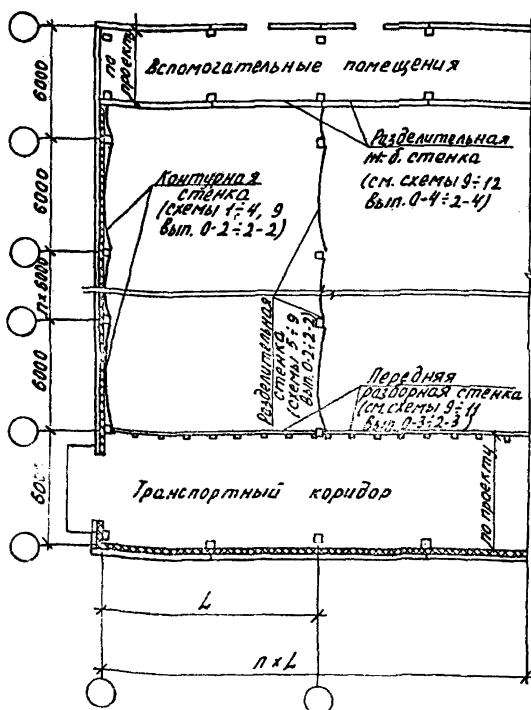 6000
по
проекту
Вспомогательные помещения
Разделительная
ж.б. стенка
(см. схемы 9÷12
вып. 0-4÷2-4)
6000
Контурная
стенка
(схемы 1÷4, 9
вып. 0-2÷2-2)
n×6000
Разделительная
стенка
(схемы 5÷9
вып. 0-2÷2-2)
6000
Передняя
разборная стенка
(см. схемы 9÷11
вып. 0-3÷2-3)
600
Транспортный коридор
по проекту
L
n×L